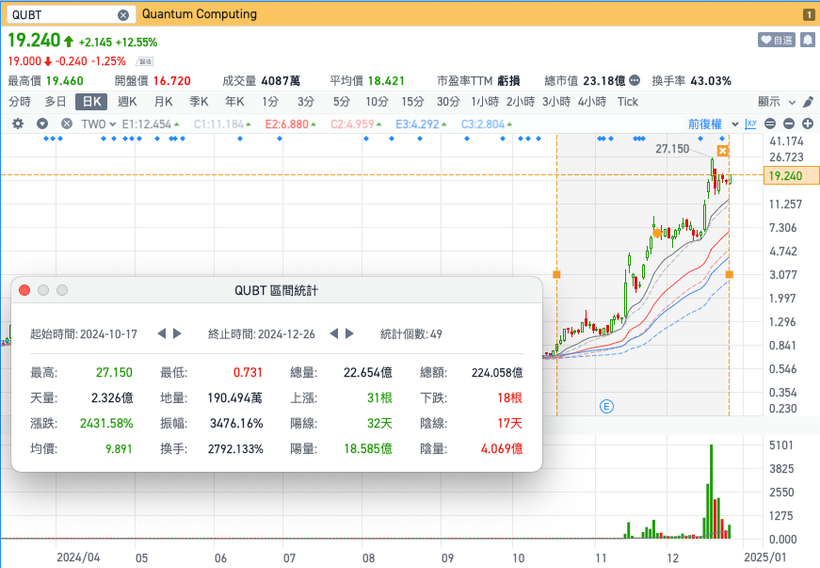 QUBT Quantum Computing 1
19.240 +2.145 +12.55% 自選
19.000 -0.240 -1.25% 盤後
最高價 19.460 開盤價 16.720 成交量 4087萬 平均價 18.421 市盈率TTM 虧損 總市值 23.18億 換手率 43.03%
分時 多日 日K 週K 月K 季K 年K 1分 3分 5分 10分 15分 30分 1小時 2小時 3小時 4小時 Tick 顯示
TWO E1:12.454 C1:11.184 E2:6.880 C2:4.959 E3:4.292 C3:2.804 前復權 XY
41.174
27.150
26.723
19.240
11.257
7.306
4.742
3.077
1.997
1.296
0.841
0.546
0.354
0.230
E
QUBT 區間統計
起始時間: 2024-10-17 終止時間: 2024-12-26 統計個數: 49
最高: 27.150 最低: 0.731 總量: 22.654億 總額: 224.058億
天量: 2.326億 地量: 190.494萬 上漲: 31根 下跌: 18根
漲跌: 2431.58% 振幅: 3476.16% 陽線: 32天 陰線: 17天
均價: 9.891 換手: 2792.133% 陽量: 18.585億 陰量: 4.069億
5101
3825
2550
1275
0.000
2024/04 05 06 07 08 09 10 11 12 2025/01